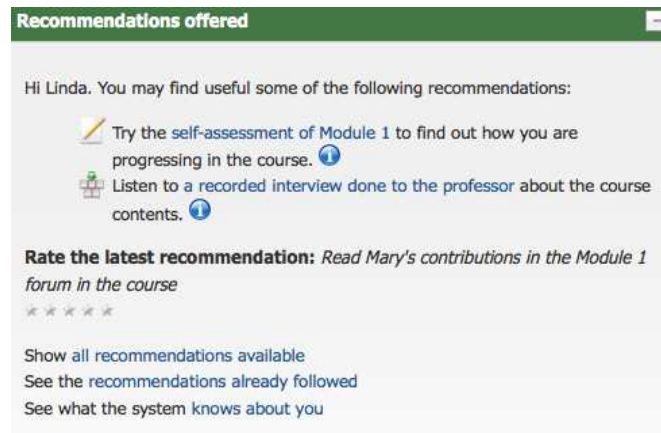 Recommendations offered
Hi Linda. You may find useful some of the following recommendations:
Try the self-assessment of Module 1 to find out how you are
progressing in the course.
Listen to a recorded interview done to the professor about the course
contents.
Rate the latest recommendation: Read Mary's contributions in the Module 1
forum in the course
Show all recommendations available
See the recommendations already followed
See what the system knows about you